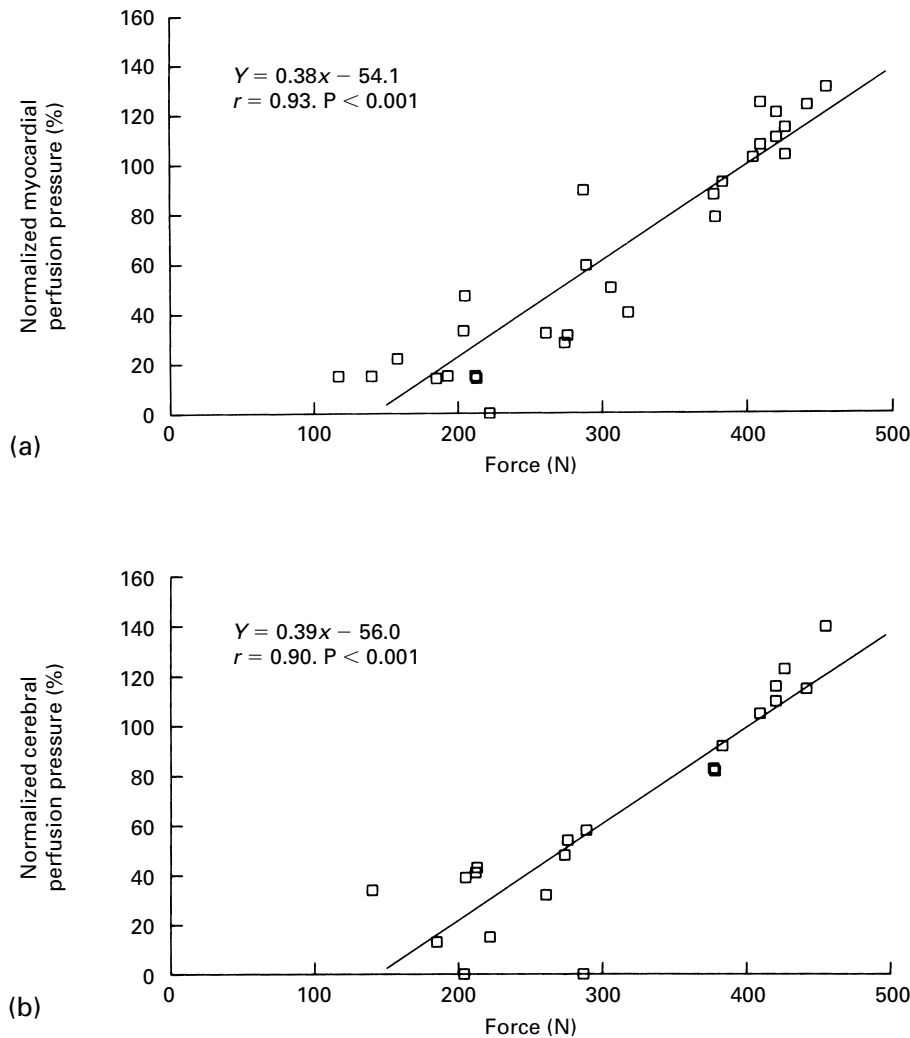 160
140
120
100
80
60
40
20
0
Normalized myocardial
perfusion pressure (%)
Y = 0.38x − 54.1
r = 0.93. P < 0.001
0 100 200 300 400 500
Force (N)
(a)
160
140
120
100
80
60
40
20
0
Normalized cerebral
perfusion pressure (%)
Y = 0.39x − 56.0
r = 0.90. P < 0.001
0 100 200 300 400 500
Force (N)
(b)